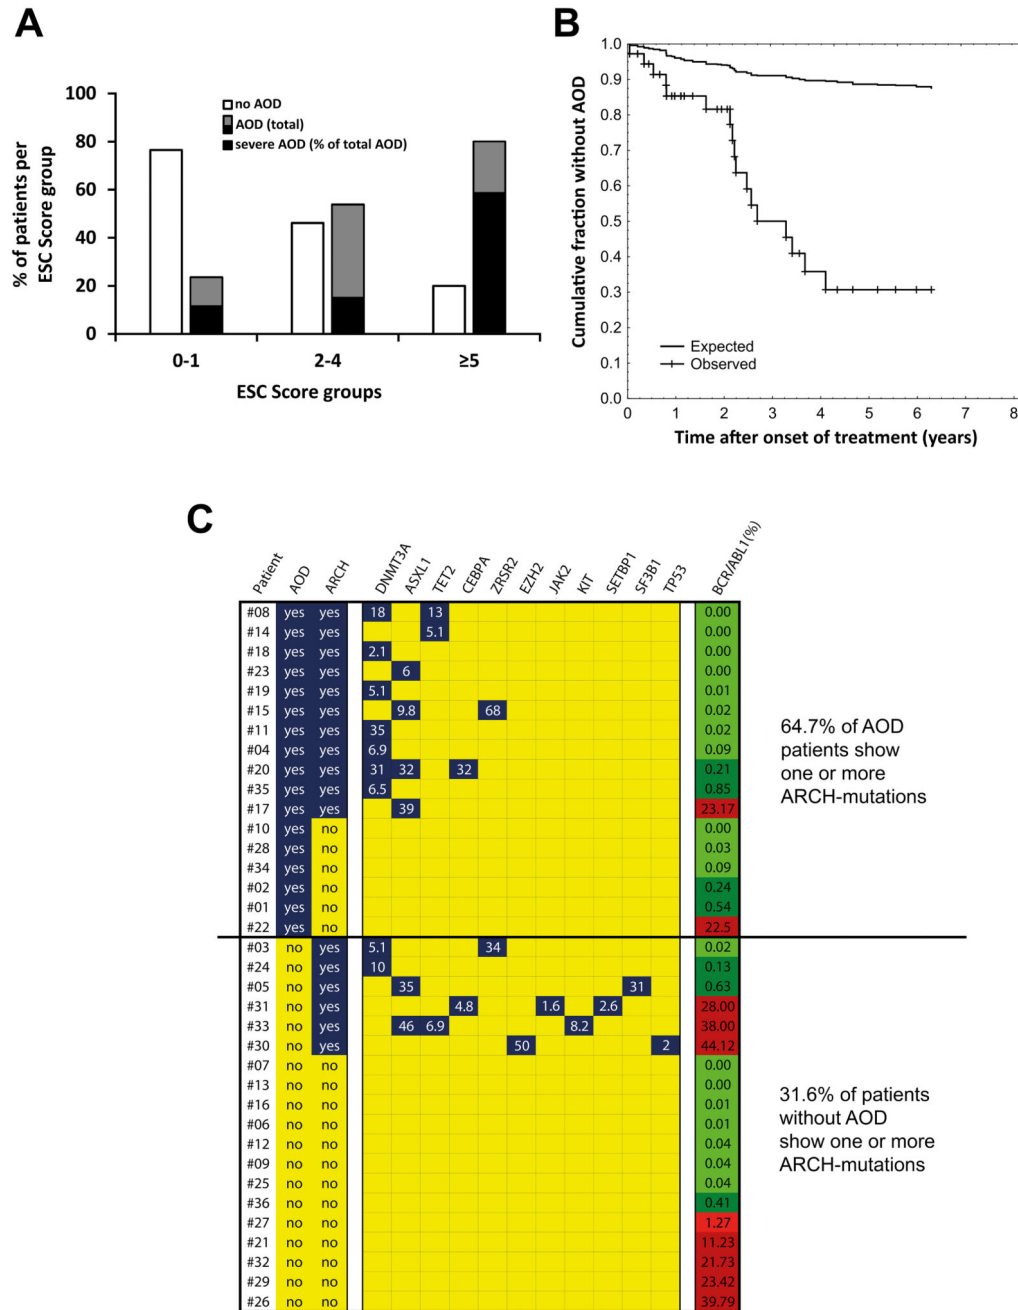 A
100
80
60
40
20
0
% of patients per
ESC Score group
no AOD
AOD (total)
severe AOD (% of total AOD)
0-1
2-4
≥5
ESC Score groups
B
1.0
0.9
0.8
0.7
0.6
0.5
0.4
0.3
0.2
0.1
0.0
Cumulative fraction without AOD
Expected
Observed
0 1 2 3 4 5 6 7 8
Time after onset of treatment (years)
C
Patient AOD ARCH DNMT3A ASXL1 TET2 CEBPA ZRSR2 EZH2 JAK2 KIT SETBP1 SF3B1 TP53 BCR/ABL1(%)
#08 yes yes 18 13 0.00
#14 yes yes 5.1 0.00
#18 yes yes 2.1 0.00
#23 yes yes 6 0.00
#19 yes yes 5.1 0.01
#15 yes yes 9.8 68 0.02
#11 yes yes 35 0.02
#04 yes yes 6.9 0.09
#20 yes yes 31 32 32 0.21
#35 yes yes 6.5 0.85
#17 yes yes 39 23.17
#10 yes no 0.00
#28 yes no 0.03
#34 yes no 0.09
#02 yes no 0.24
#01 yes no 0.54
#22 yes no 22.5
64.7% of AOD
patients show
one or more
ARCH-mutations
#03 no yes 5.1 34 0.02
#24 no yes 10 0.13
#05 no yes 35 31 0.63
#31 no yes 4.8 1.6 2.6 28.00
#33 no yes 46 6.9 8.2 38.00
#30 no yes 50 2 44.12
#07 no no 0.00
#13 no no 0.00
#16 no no 0.01
#06 no no 0.01
#12 no no 0.04
#09 no no 0.04
#25 no no 0.04
#36 no no 0.41
#27 no no 1.27
#21 no no 11.23
#32 no no 21.73
#29 no no 23.42
#26 no no 39.79
31.6% of patients
without AOD
show one or more
ARCH-mutations